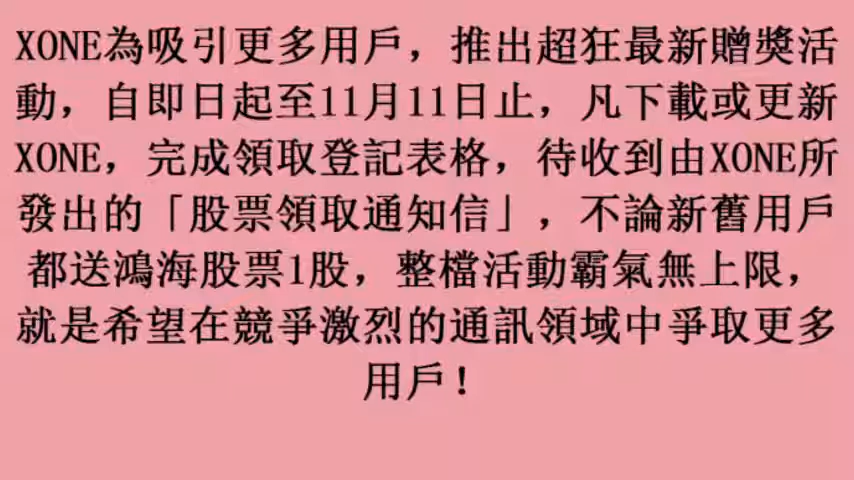 XONE為吸引更多用戶，推出超狂最新贈獎活
動，自即日起至11月11日止，凡下載或更新
XONE，完成領取登記表格，待收到由XONE所
發出的「股票領取通知信」，不論新舊用戶
都送鴻海股票1股，整檔活動霸氣無上限，
就是希望在競爭激烈的通訊領域中爭取更多
用戶！